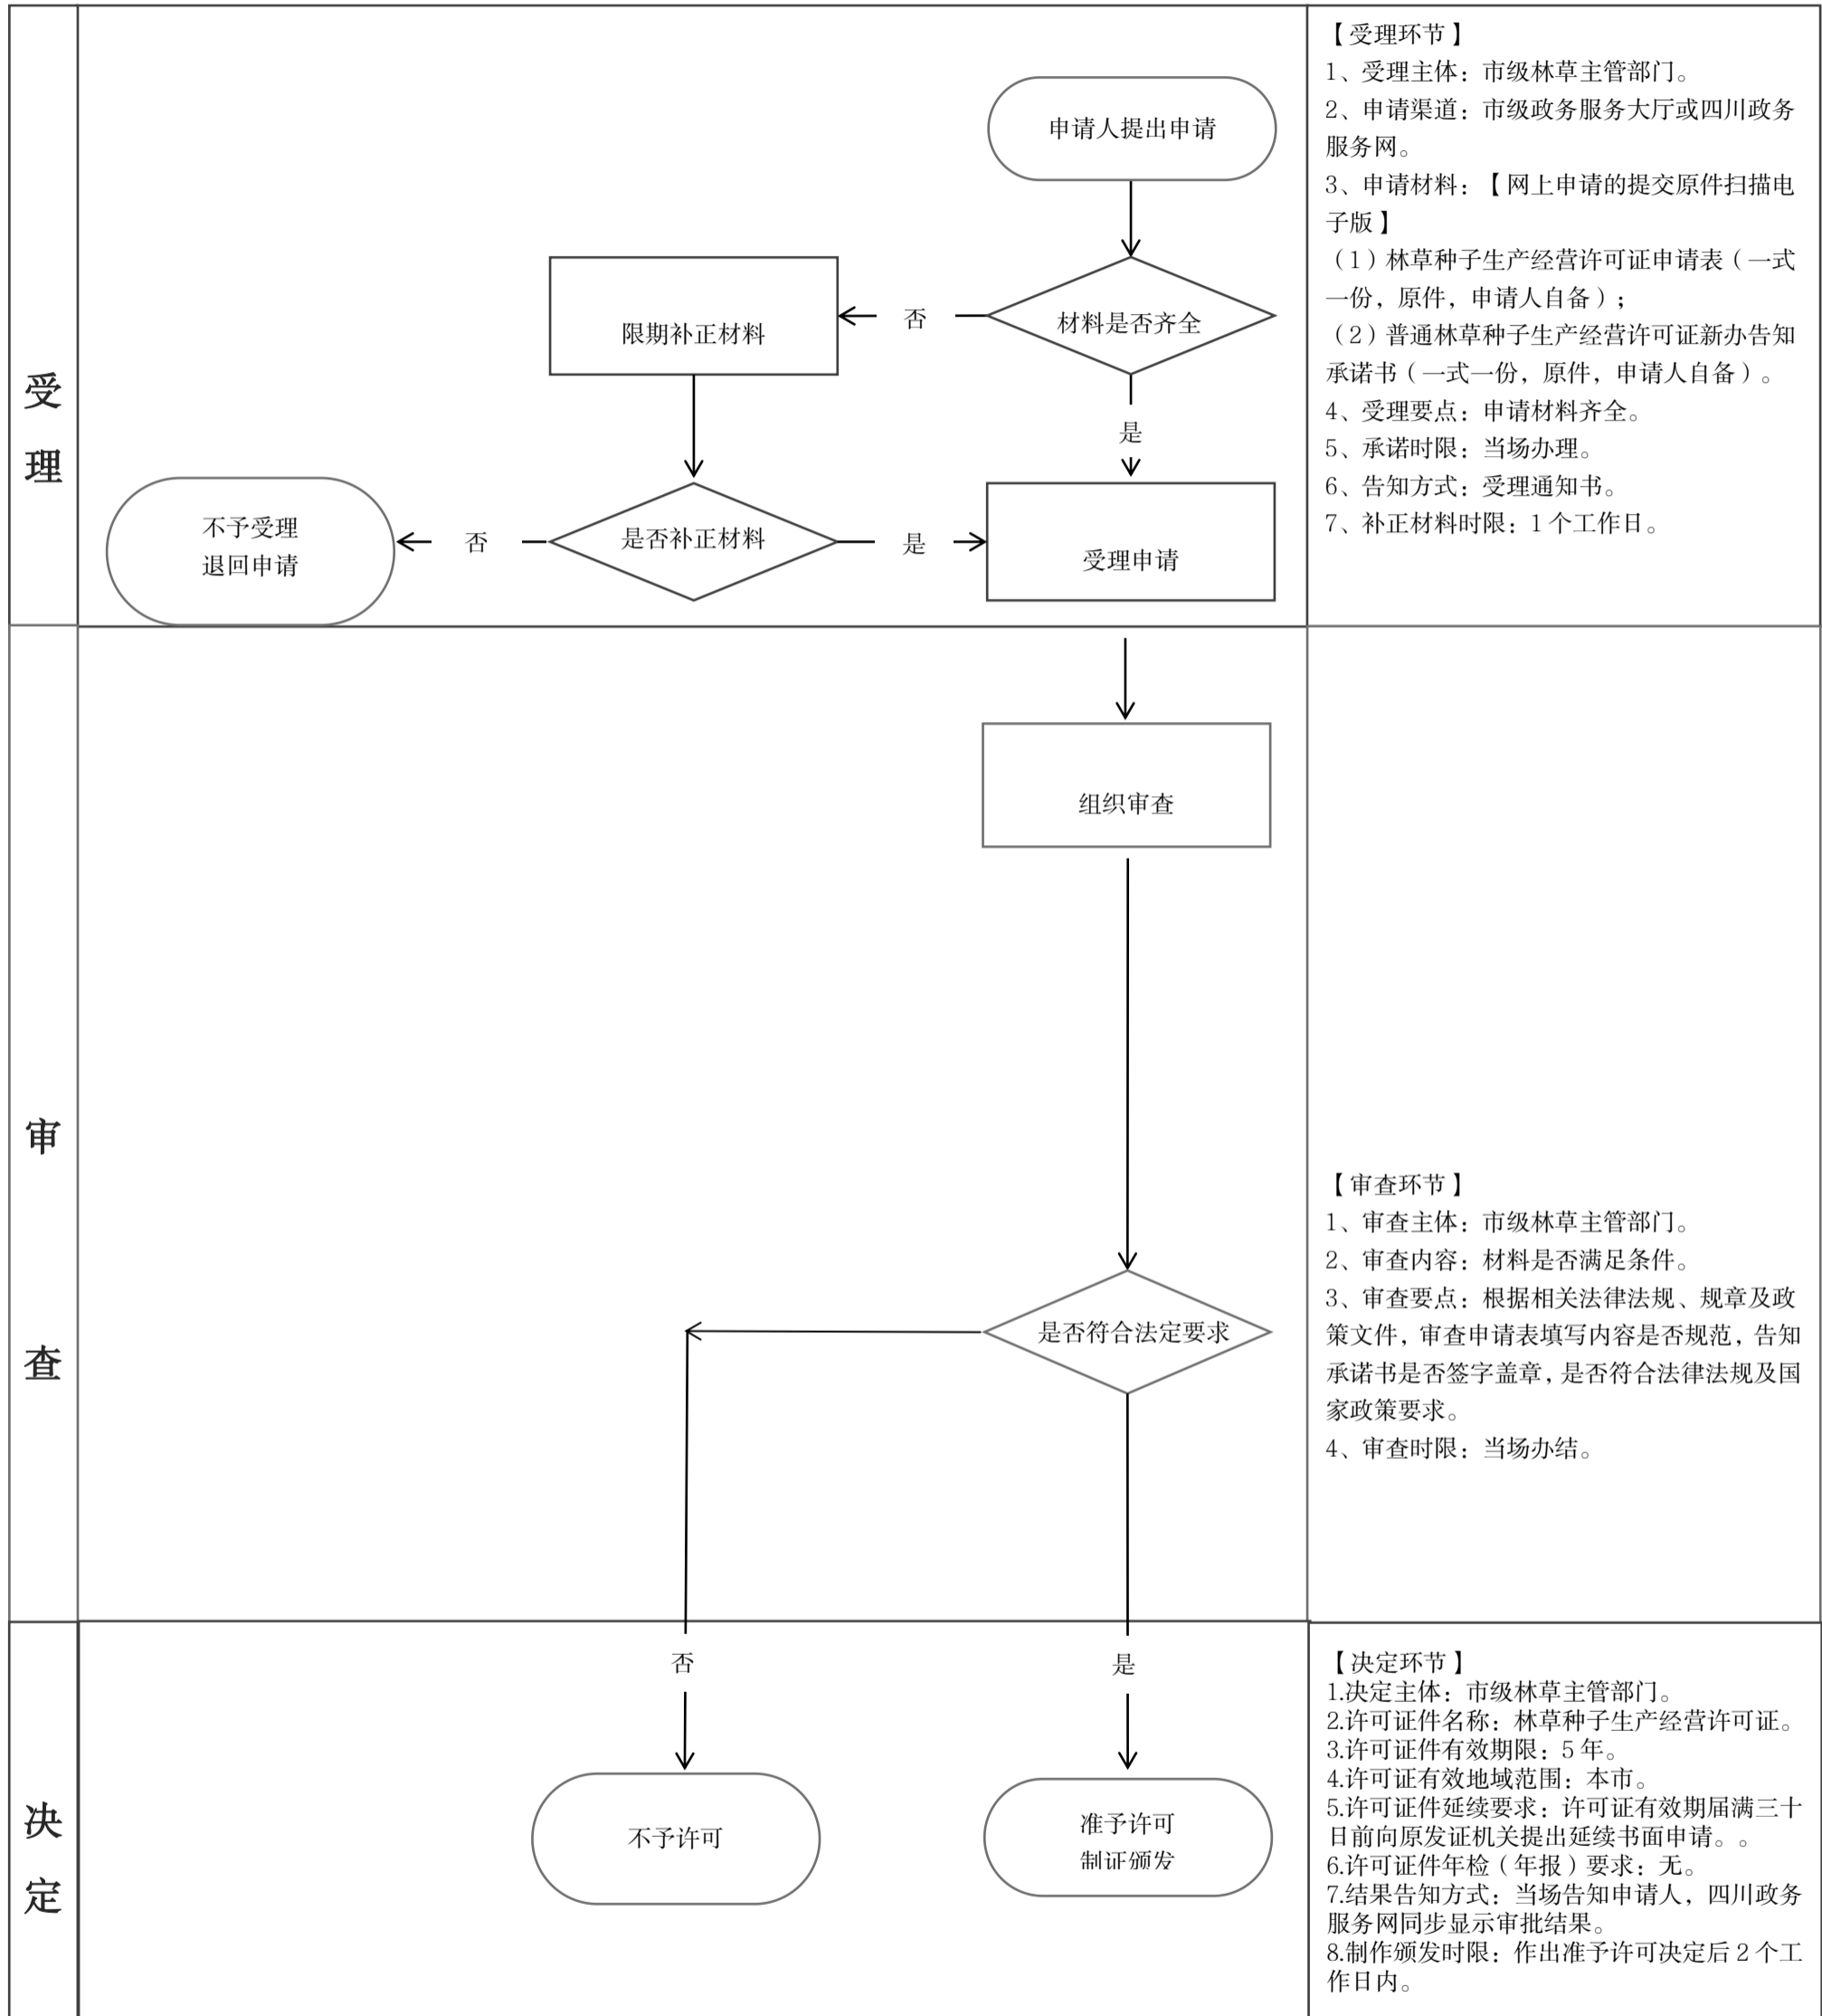 受
理
申请人提出申请
材料是否齐全
否
限期补正材料
是
是否补正材料
否
不予受理
退回申请
是
受理申请
【受理环节】
1、受理主体：市级林草主管部门。
2、申请渠道：市级政务服务大厅或四川政务
服务网。
3、申请材料：【网上申请的提交原件扫描电
子版】
（1）林草种子生产经营许可证申请表（一式
一份，原件，申请人自备）；
（2）普通林草种子生产经营许可证新办告知
承诺书（一式一份，原件，申请人自备）。
4、受理要点：申请材料齐全。
5、承诺时限：当场办理。
6、告知方式：受理通知书。
7、补正材料时限：1个工作日。
审
查
组织审查
是否符合法定要求
【审查环节】
1、审查主体：市级林草主管部门。
2、审查内容：材料是否满足条件。
3、审查要点：根据相关法律法规、规章及政
策文件，审查申请表填写内容是否规范，告知
承诺书是否签字盖章，是否符合法律法规及国
家政策要求。
4、审查时限：当场办结。
决
定
否
是
不予许可
准予许可
制证颁发
【决定环节】
1.决定主体：市级林草主管部门。
2.许可证件名称：林草种子生产经营许可证。
3.许可证件有效期限：5年。
4.许可证有效地域范围：本市。
5.许可证件延续要求：许可证有效期届满三十
日前向原发证机关提出延续书面申请。。
6.许可证件年检（年报）要求：无。
7.结果告知方式：当场告知申请人，四川政务
服务网同步显示审批结果。
8.制作颁发时限：作出准予许可决定后2个工
作日内。